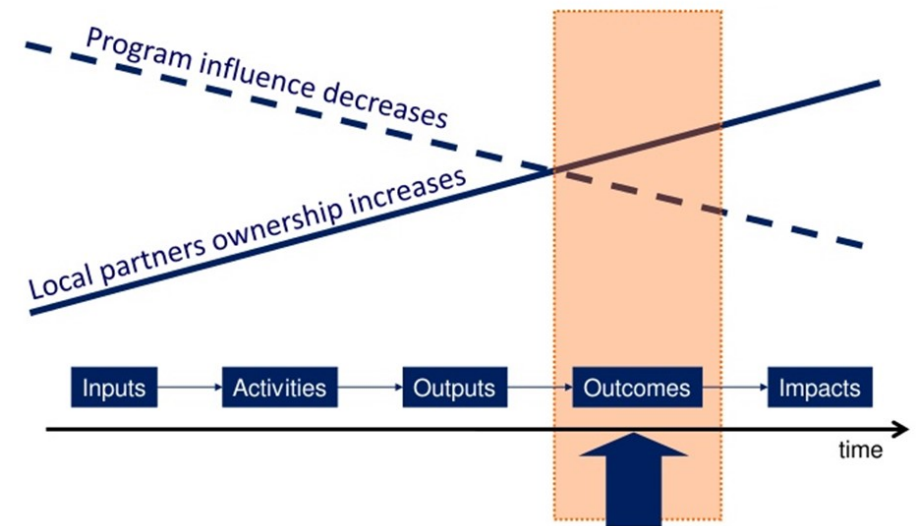 Program influence decreases
Local partners ownership increases
Inputs
Activities
Outputs
Outcomes
Impacts
time